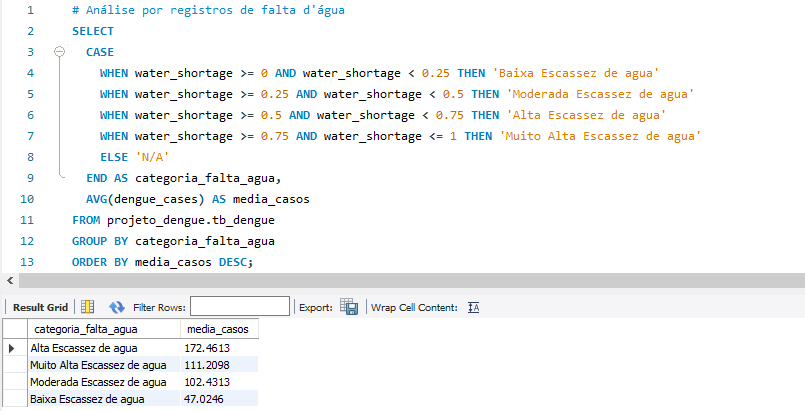 1 # Análise por registros de falta d'água
2 SELECT
3 CASE
4 WHEN water_shortage >= 0 AND water_shortage < 0.25 THEN 'Baixa Escassez de agua'
5 WHEN water_shortage >= 0.25 AND water_shortage < 0.5 THEN 'Moderada Escassez de agua'
6 WHEN water_shortage >= 0.5 AND water_shortage < 0.75 THEN 'Alta Escassez de agua'
7 WHEN water_shortage >= 0.75 AND water_shortage <= 1 THEN 'Muito Alta Escassez de agua'
8 ELSE 'N/A'
9 END AS categoria_falta_agua,
10 AVG(dengue_cases) AS media_casos
11 FROM projeto_dengue.tb_dengue
12 GROUP BY categoria_falta_agua
13 ORDER BY media_casos DESC;
Result Grid Filter Rows: Export: Wrap Cell Content:
categoria_falta_agua media_casos
Alta Escassez de agua 172.4613
Muito Alta Escassez de agua 111.2098
Moderada Escassez de agua 102.4313
Baixa Escassez de agua 47.0246